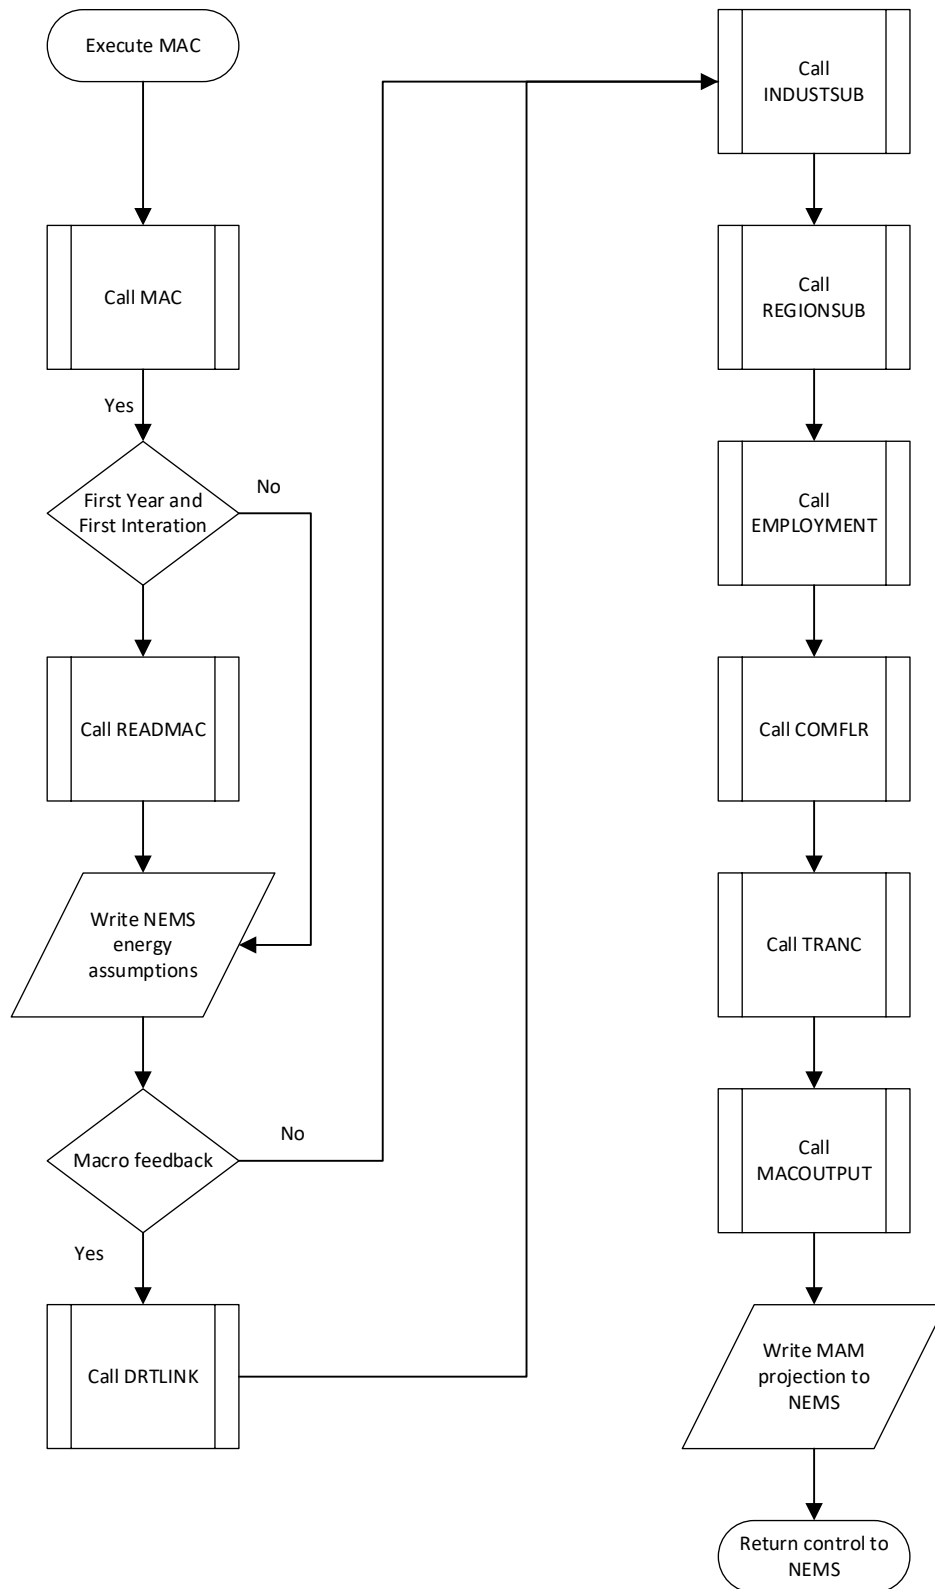 Execute MAC
Call MAC
Yes
First Year and
First Interation
No
Call READMAC
Write NEMS
energy
assumptions
Macro feedback
No
Yes
Call DRTLINK
Call
INDUSTSUB
Call
REGIONSUB
Call
EMPLOYMENT
Call COMFLR
Call TRANC
Call
MACOUTPUT
Write MAM
projection to
NEMS
Return control to
NEMS